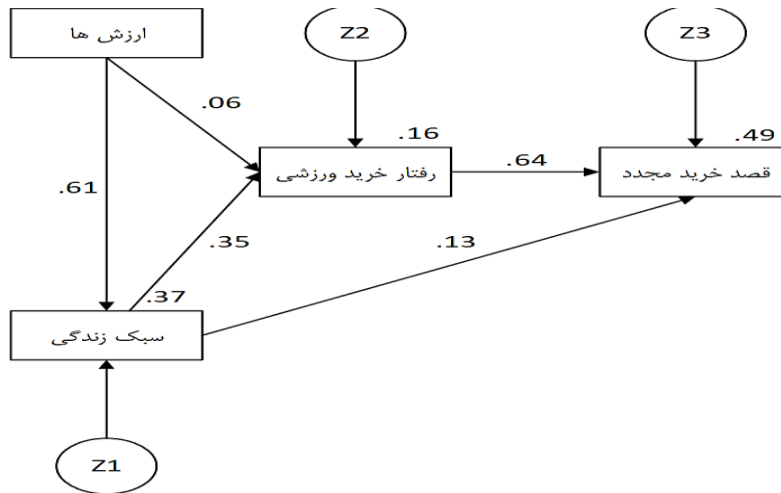 ارزش ها
Z2
Z3
.06
.16
.49
رفتار خرید ورزشی
.64
قصد خرید مجدد
.61
.35
.13
.37
سبک زندگی
Z1